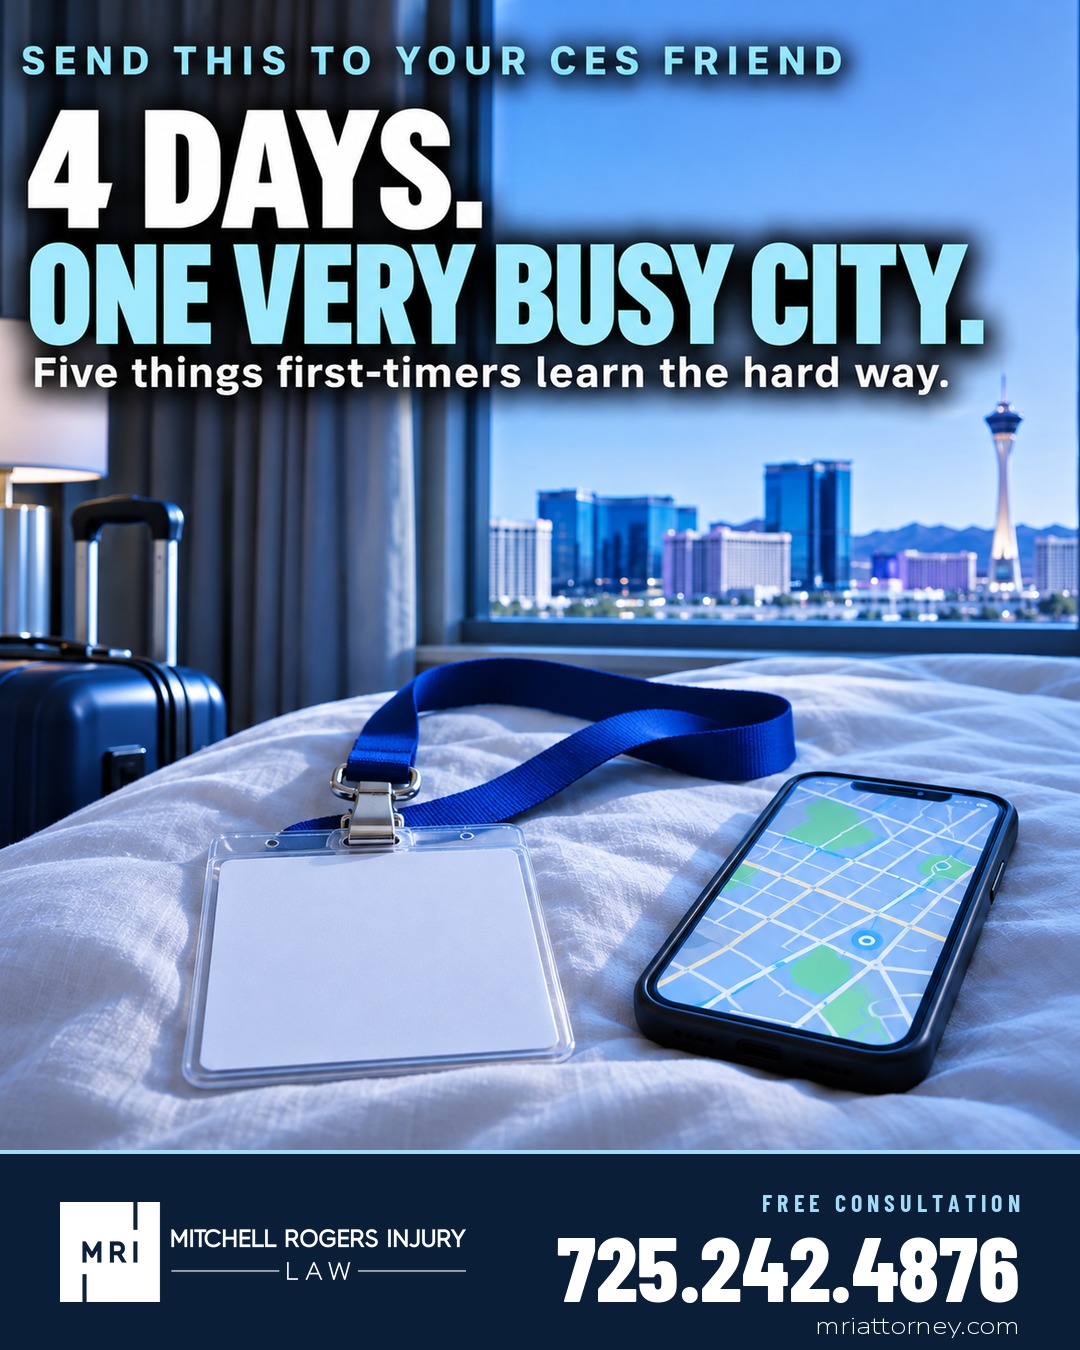 SEND THIS TO YOUR CES FRIEND
4 DAYS.
ONE VERY BUSY CITY.
Five things first-timers learn the hard way.
MRI
MITCHELL ROGERS INJURY
LAW
FREE CONSULTATION
725.242.4876
mriattorney.com